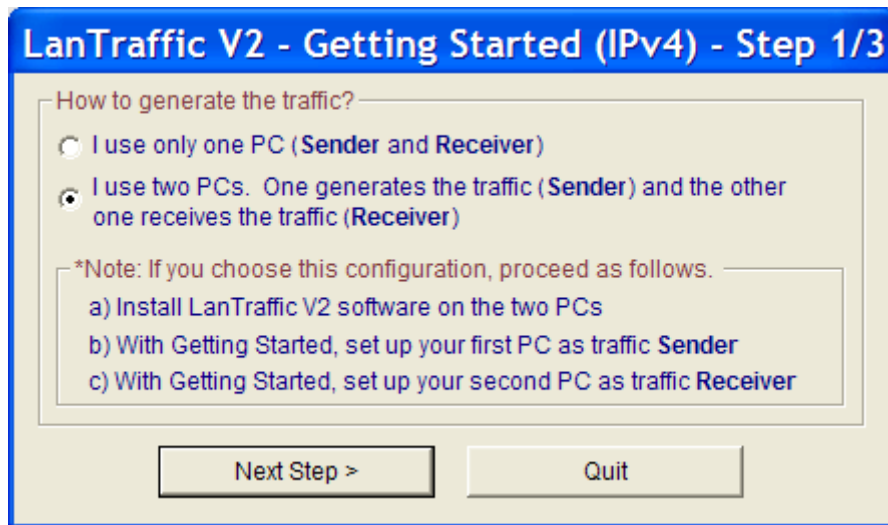 LanTraffic V2 - Getting Started (IPv4) - Step 1/3
How to generate the traffic?
I use only one PC (Sender and Receiver)
I use two PCs. One generates the traffic (Sender) and the other
one receives the traffic (Receiver)
*Note: If you choose this configuration, proceed as follows.
a) Install LanTraffic V2 software on the two PCs
b) With Getting Started, set up your first PC as traffic Sender
c) With Getting Started, set up your second PC as traffic Receiver
Next Step >
Quit